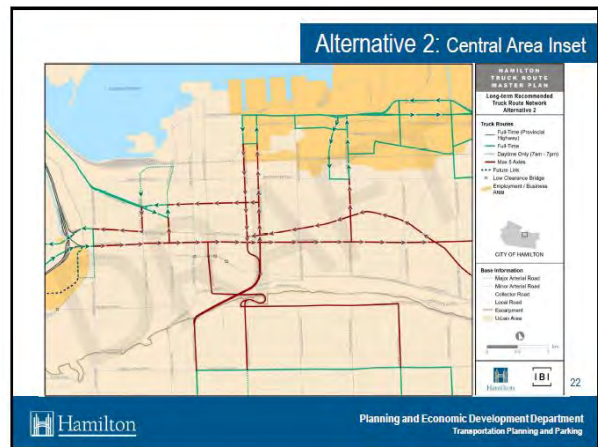 Alternative 2: Central Area Inset
HAMILTON
TRUCK ROUTE
MASTER PLAN
Long-term Recommended
Truck Route Network
Alternative 2
Truck Routes
Full-Time (Provincial
Highway)
Full-Time
Daytime Only (7am - 7pm)
Max 5 Axles
Future Link
Low Clearance Bridge
Employment / Business
Area
CITY OF HAMILTON
Base Information
Major Arterial Road
Minor Arterial Road
Collector Road
Local Road
Escarpment
Urban Area
DRAFT
Hamilton
IBI
22
Hamilton
Planning and Economic Development Department
Transportation Planning and Parking